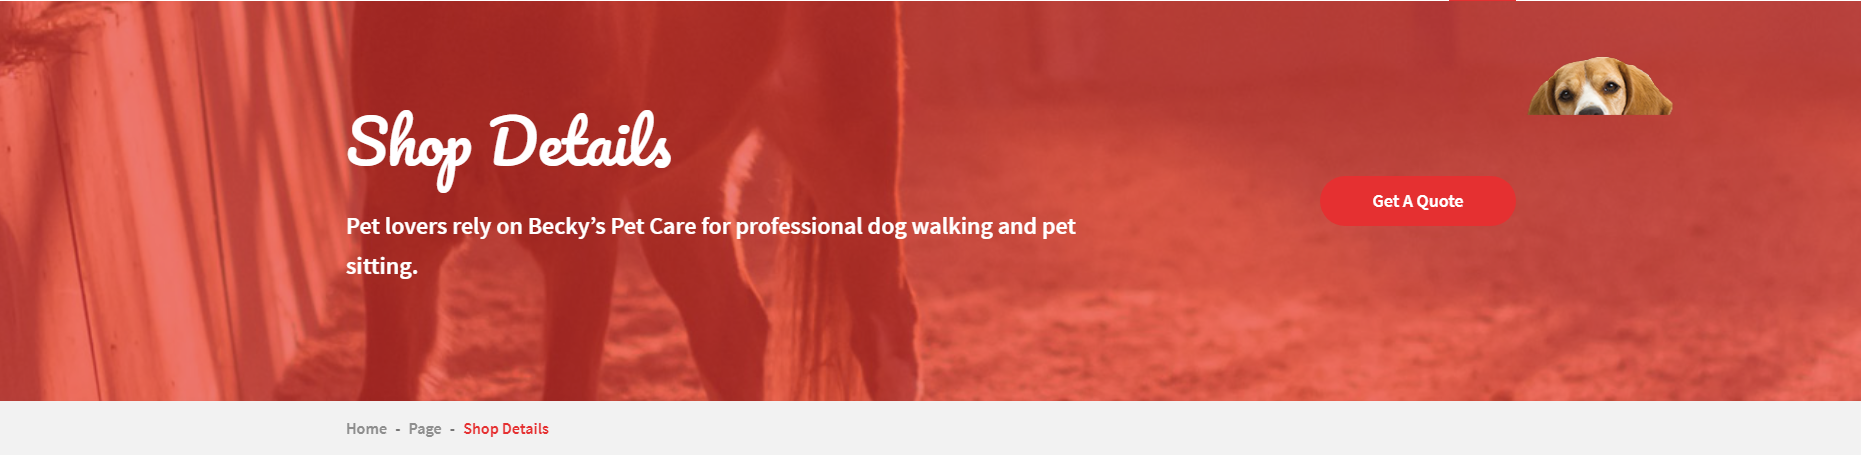 Shop Details
Pet lovers rely on Becky’s Pet Care for professional dog walking and pet
sitting.
Get A Quote
Home - Page - Shop Details